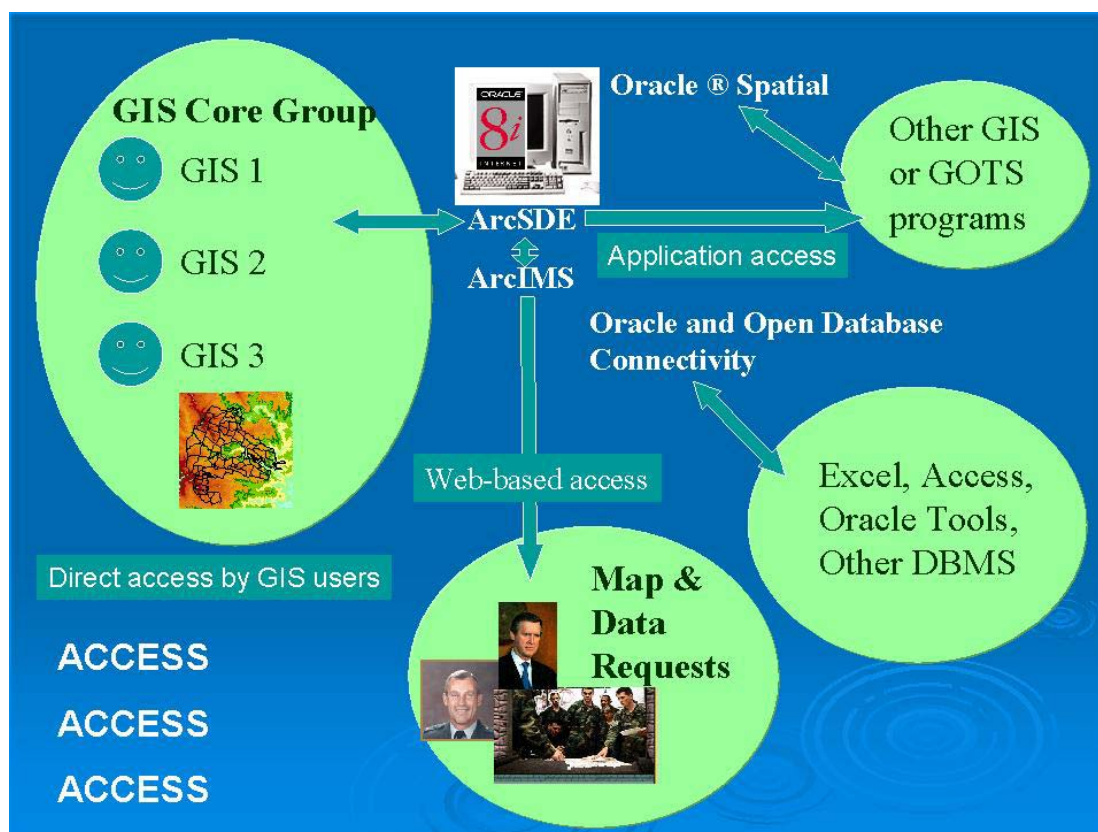 GIS Core Group
GIS 1
GIS 2
GIS 3
Direct access by GIS users
ACCESS
ACCESS
ACCESS
ORACLE
8i
INTERNET
ArcSDE
ArcIMS
Oracle ® Spatial
Application access
Other GIS
or GOTS
programs
Oracle and Open Database
Connectivity
Excel, Access,
Oracle Tools,
Other DBMS
Web-based access
Map &
Data
Requests